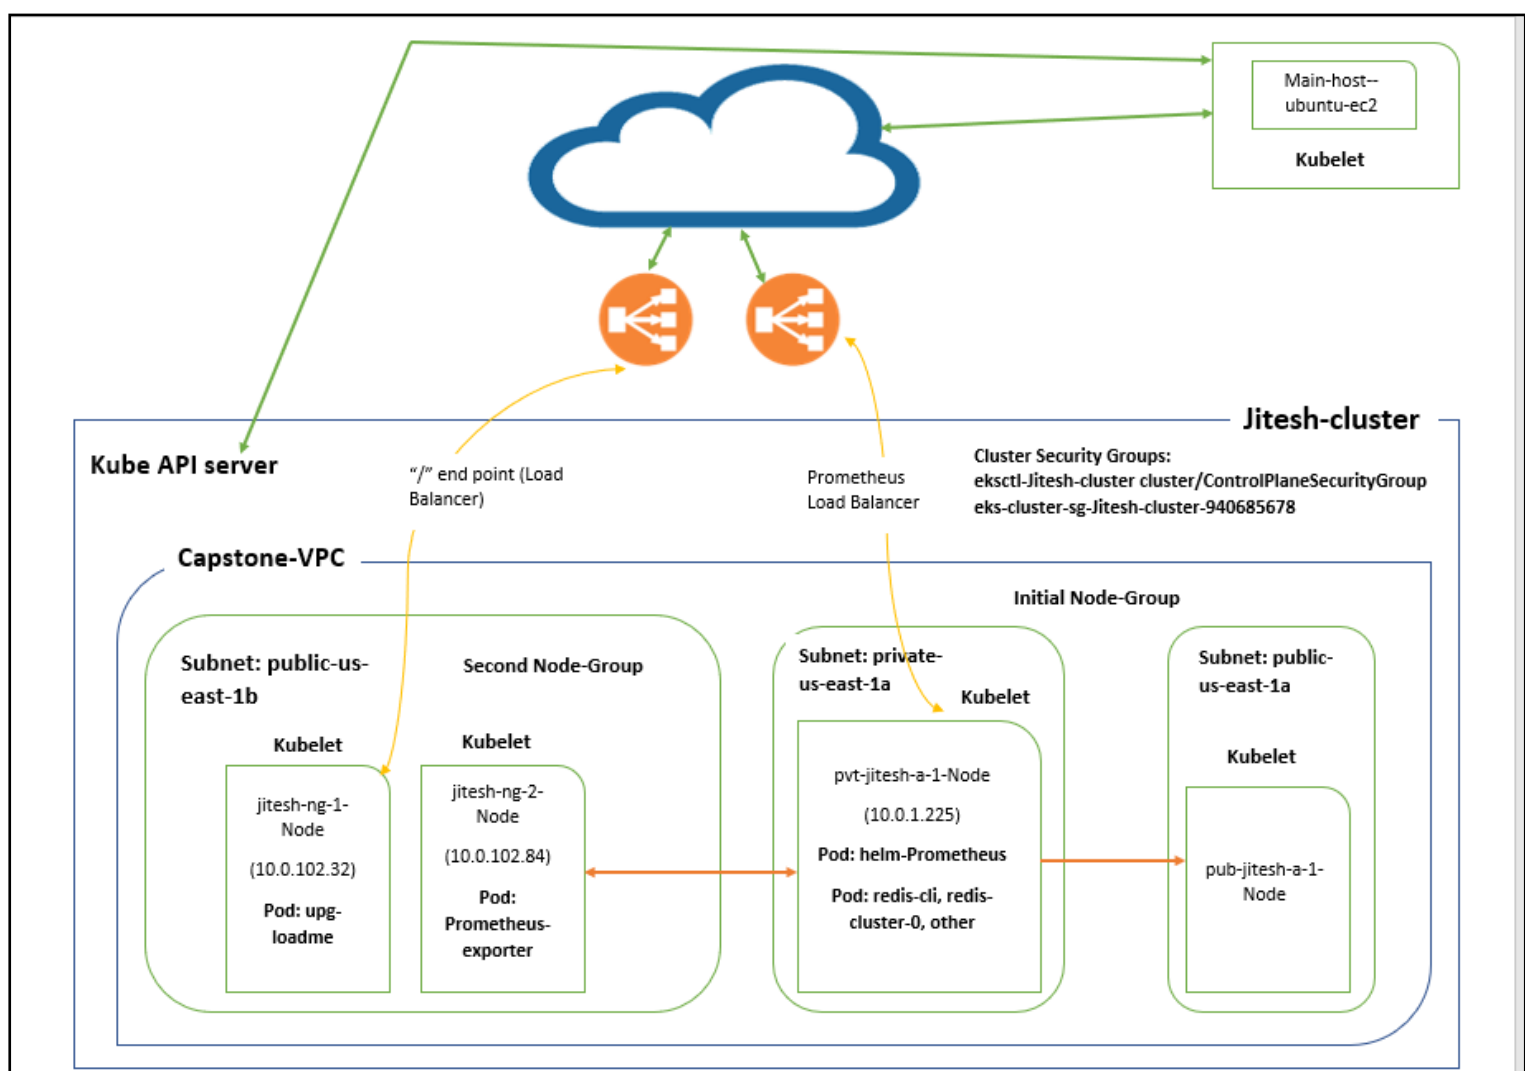 Main-host--
ubuntu-ec2
Kubelet
Jitesh-cluster
Kube API server
"/" end point (Load
Balancer)
Prometheus
Load Balancer
Cluster Security Groups:
eksctl-Jitesh-cluster cluster/ControlPlaneSecurityGroup
eks-cluster-sg-Jitesh-cluster-940685678
Capstone-VPC
Initial Node-Group
Subnet: public-us-
east-1b
Second Node-Group
Kubelet
jitesh-ng-1-
Node
(10.0.102.32)
Pod: upg-
loadme
Kubelet
jitesh-ng-2-
Node
(10.0.102.84)
Pod:
Prometheus-
exporter
Subnet: private-
us-east-1a
Kubelet
pvt-jitesh-a-1-Node
(10.0.1.225)
Pod: helm-Prometheus
Pod: redis-cli, redis-
cluster-0, other
Subnet: public-
us-east-1a
Kubelet
pub-jitesh-a-1-
Node